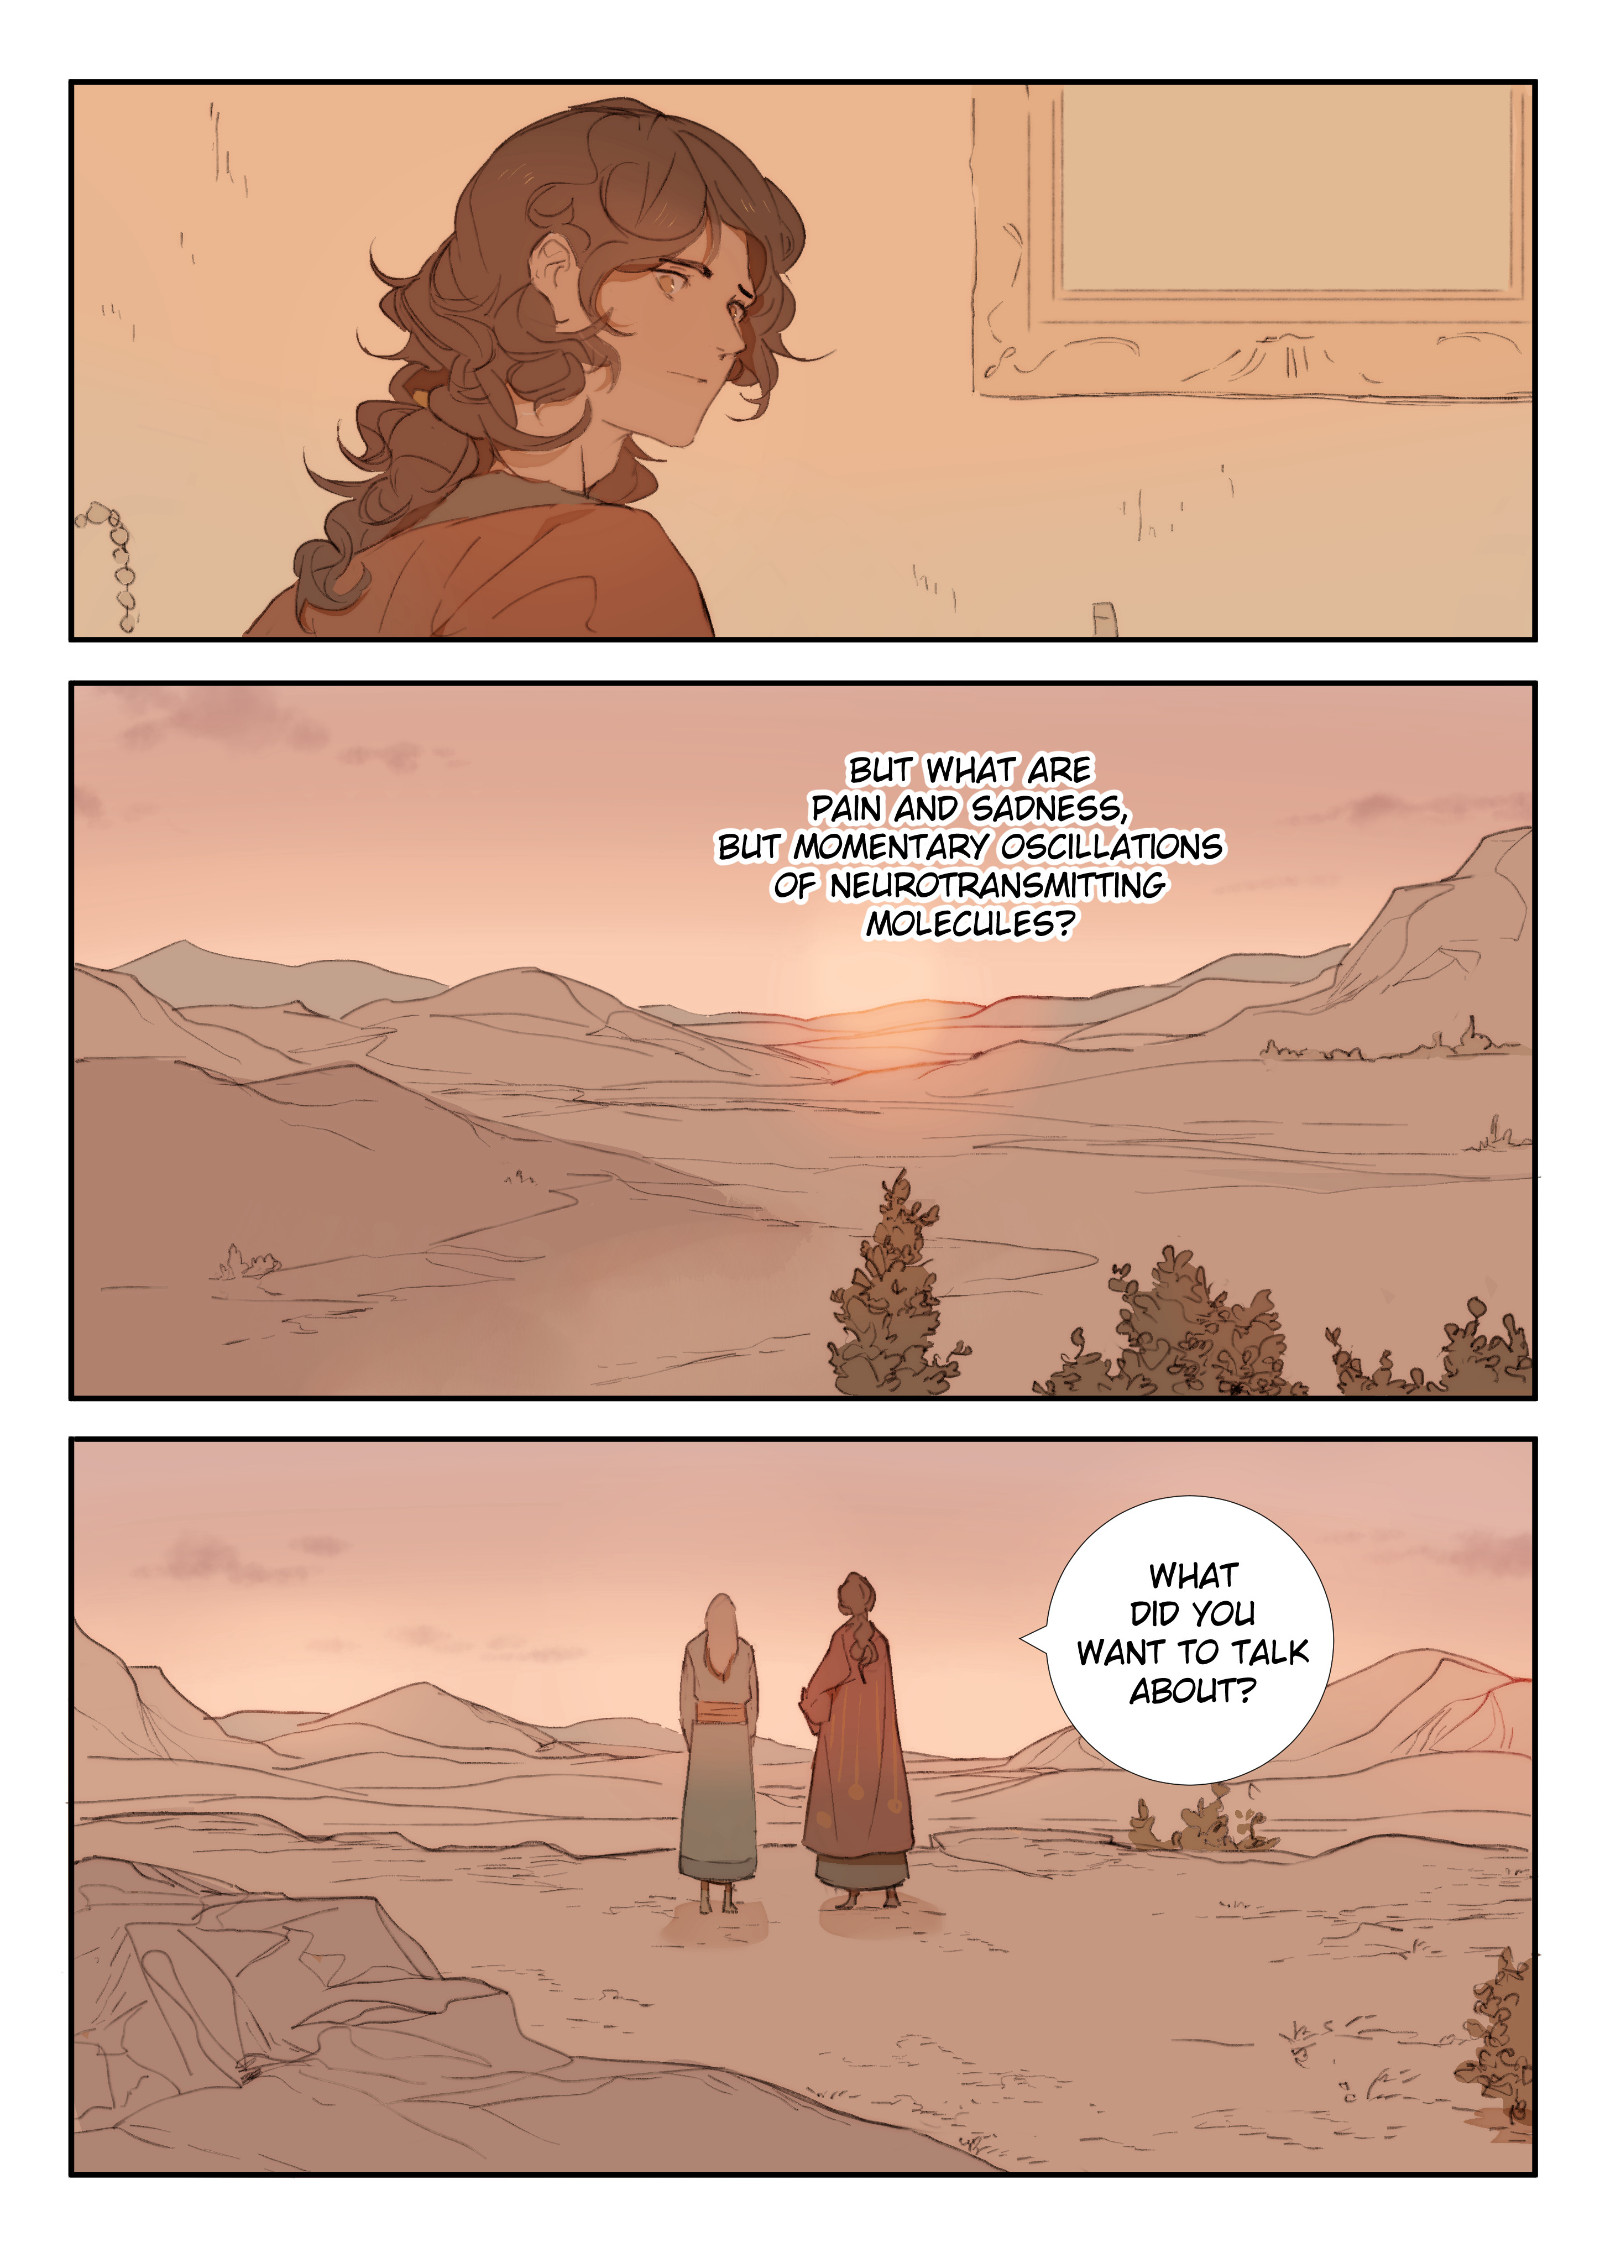 BUT WHAT ARE
PAIN AND SADNESS,
BUT MOMENTARY OSCILLATIONS
OF NEUROTRANSMITTING
MOLECULES?
WHAT
DID YOU
WANT TO TALK
ABOUT?